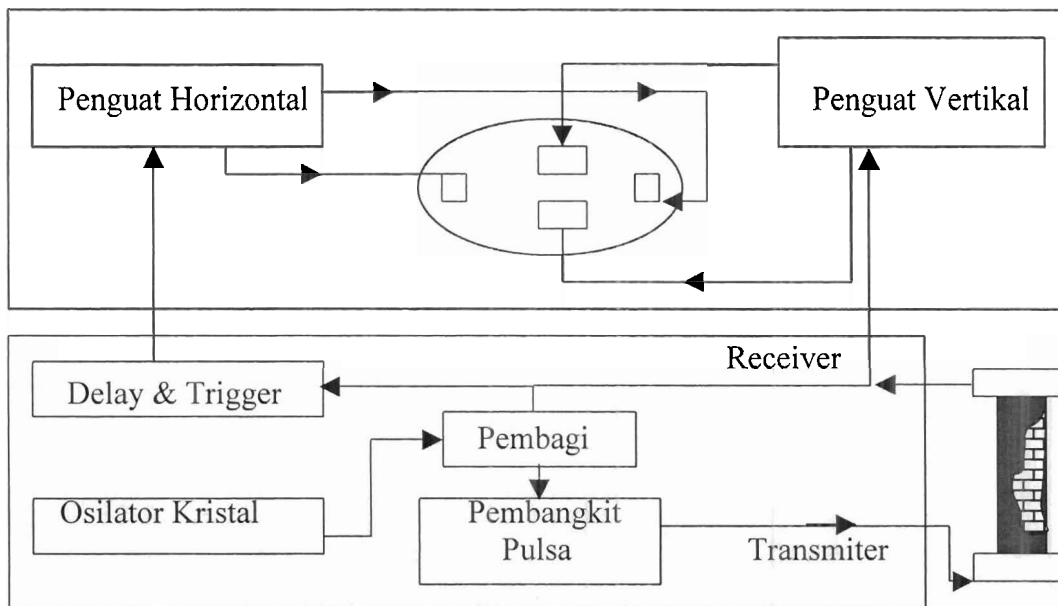 Penguat Horizontal
Penguat Vertikal
Receiver
Delay & Trigger
Pembagi
Osilator Kristal
Pembangkit
Pulsa
Transmiter